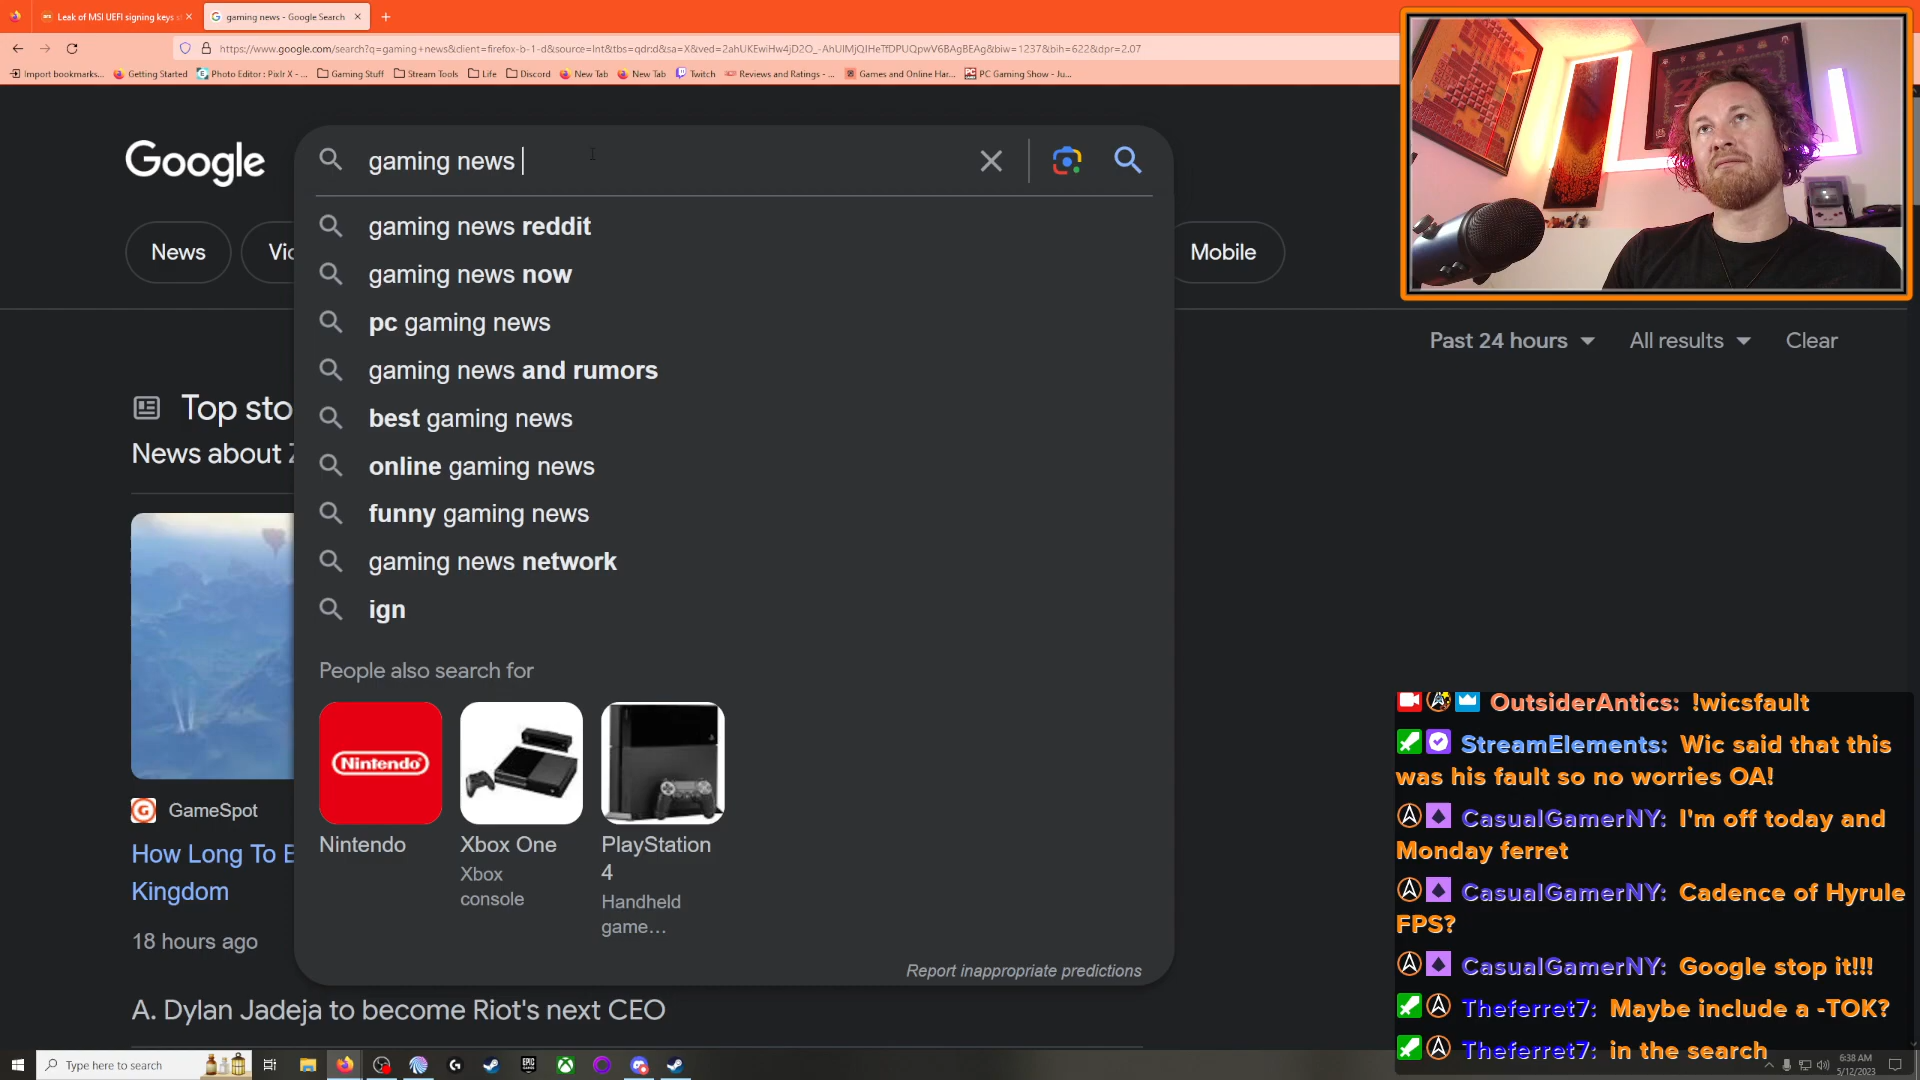 Leak of MSI UEFI signing keys s
gaming news - Google Search
https://www.google.com/search?q=gaming+news&client=firefox-b-1-d&source=lnt&tbs=qdr:d&sa=X&ved=2ahUKEwiHw4jD2O_-AhUIMjQIHeTfDPUQpwV6BAgBEAg&biw=1237&bih=622&dpr=2.07
Import bookmarks...
Getting Started
Photo Editor : Pixlr X - ...
Gaming Stuff
Stream Tools
Life
Discord
New Tab
New Tab
Twitch
Reviews and Ratings - ...
Games and Online Har...
PC Gaming Show - Ju...
Google
gaming news
News
Vic
Mobile
gaming news reddit
gaming news now
pc gaming news
gaming news and rumors
best gaming news
online gaming news
funny gaming news
gaming news network
ign
Past 24 hours
All results
Clear
Top sto
News about
People also search for
Nintendo
Nintendo
Xbox One
Xbox
console
PlayStation
4
Handheld
game...
Report inappropriate predictions
GameSpot
How Long To B
Kingdom
18 hours ago
A. Dylan Jadeja to become Riot's next CEO
OutsiderAntics: !wicsfault
StreamElements: Wic said that this
was his fault so no worries OA!
CasualGamerNY: I'm off today and
Monday ferret
CasualGamerNY: Cadence of Hyrule
FPS?
CasualGamerNY: Google stop it!!!
Theferret7: Maybe include a -TOK?
Theferret7: in the search
Type here to search
6:38 AM
5/12/2023